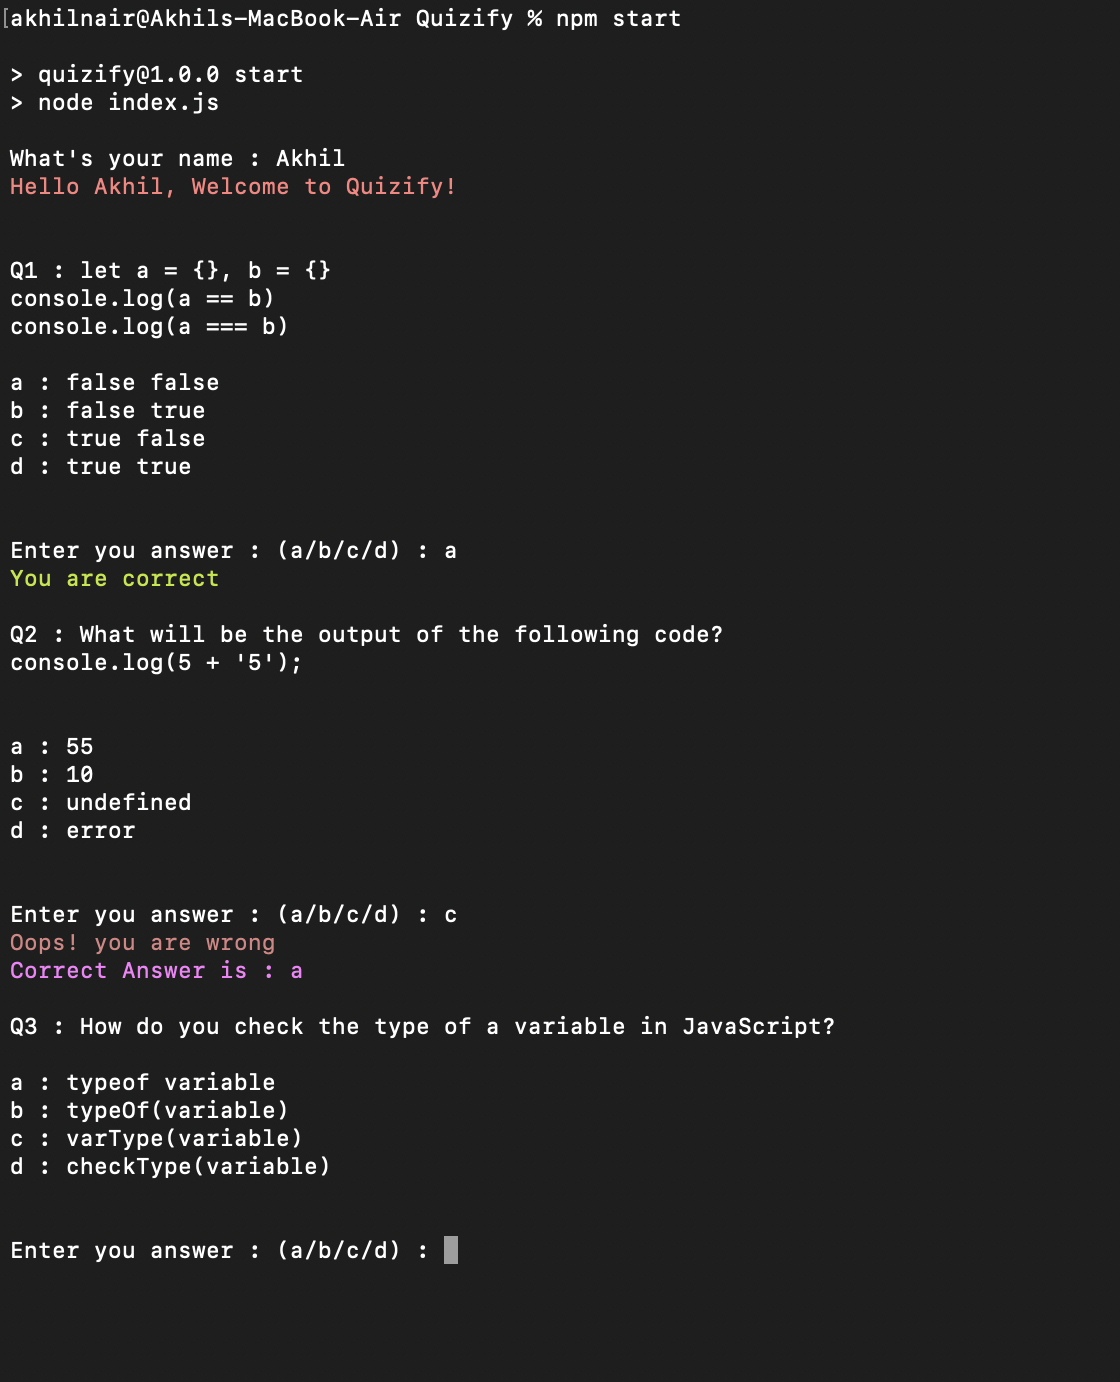 [akhilnair@Akhils-MacBook-Air Quizify % npm start
> quizify@1.0.0 start
> node index.js
What's your name : Akhil
Hello Akhil, Welcome to Quizify!
Q1 : let a = {}, b = {}
console.log(a == b)
console.log(a === b)
a : false false
b : false true
c : true false
d : true true
Enter you answer : (a/b/c/d) : a
You are correct
Q2 : What will be the output of the following code?
console.log(5 + '5');
a : 55
b : 10
c : undefined
d : error
Enter you answer : (a/b/c/d) : c
Oops! you are wrong
Correct Answer is : a
Q3 : How do you check the type of a variable in JavaScript?
a : typeof variable
b : typeOf(variable)
c : varType(variable)
d : checkType(variable)
Enter you answer : (a/b/c/d) :